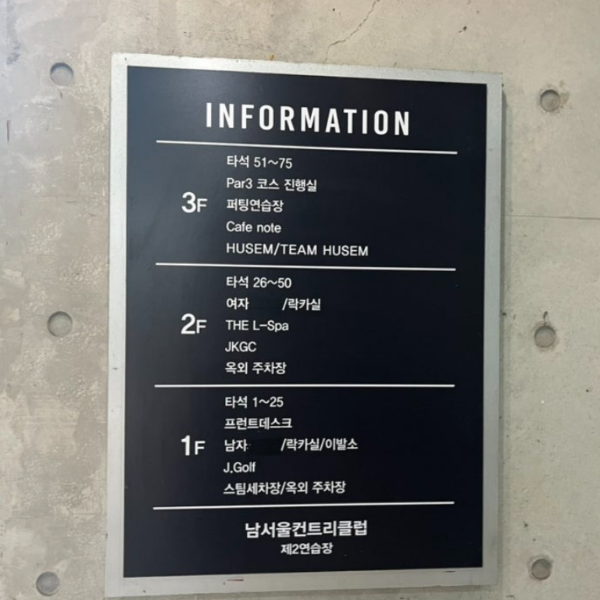 INFORMATION
3F
타석 51~75
Par3 코스 진행실
퍼팅연습장
Cafe note
HUSEM/TEAM HUSEM
2F
타석 26~50
여자 /락카실
THE L-Spa
JKGC
옥외 주차장
1F
타석 1~25
프런트데스크
남자 /락카실/이발소
J.Golf
스팀세차장/옥외 주차장
남서울컨트리클럽
제2연습장